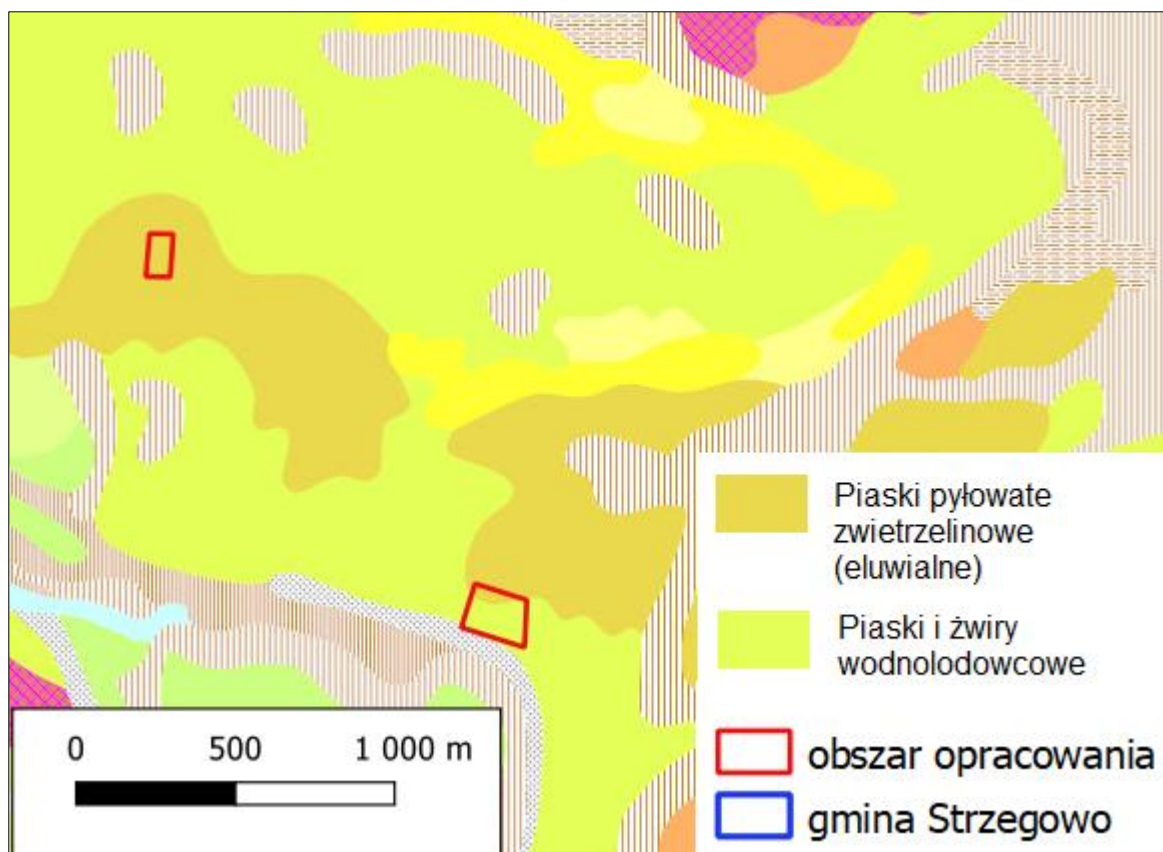 Piaski pyłowate
zwietrzelinowe
(eluwialne)
Piaski i żwiry
wodnolodowcowe
0 500 1 000 m
obszar opracowania
gmina Strzegowo